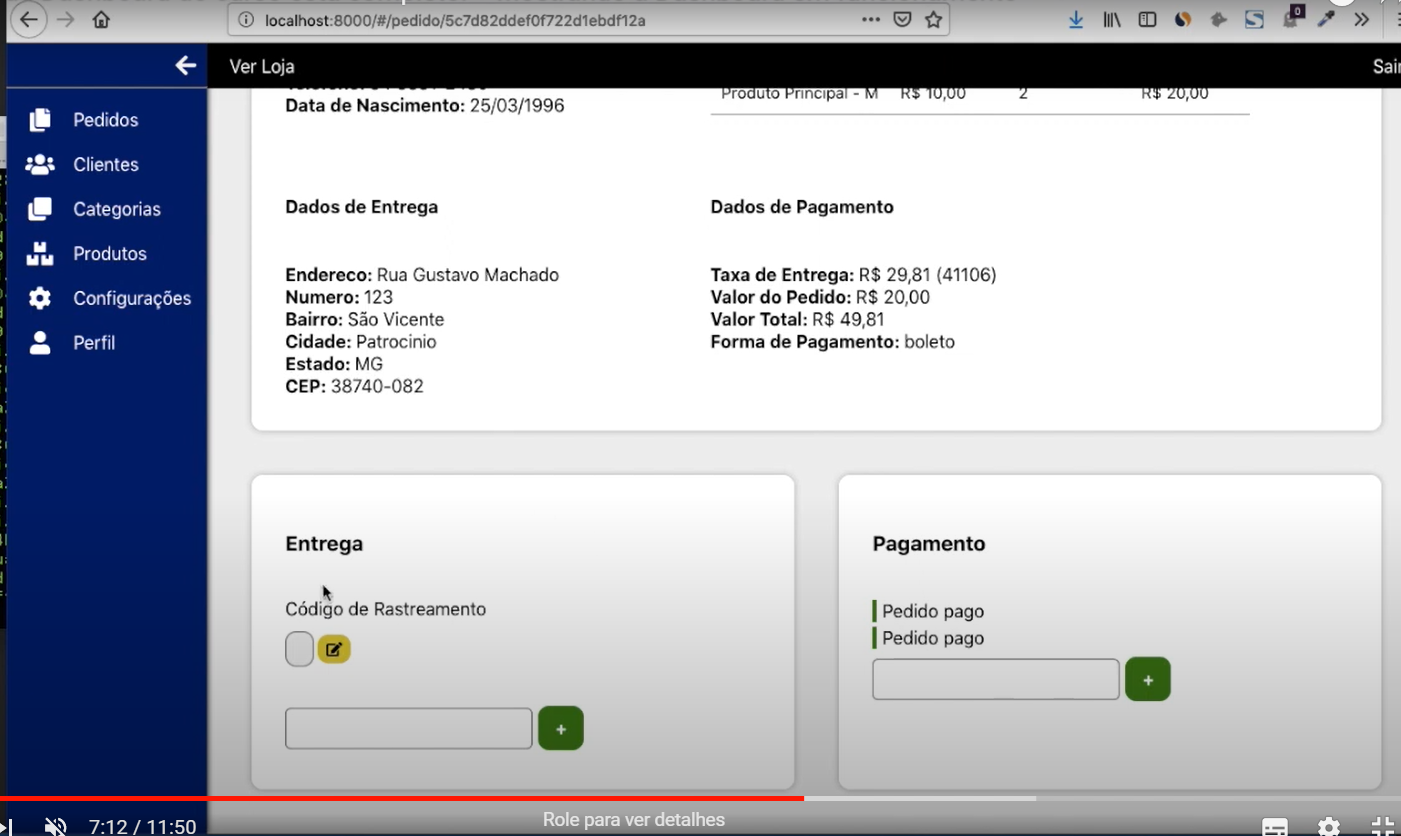 localhost:8000/#/pedido/5c7d82ddef0f722d1ebdf12a
0
Ver Loja
Sair
Pedidos
Clientes
Categorias
Produtos
Configurações
Perfil
Data de Nascimento: 25/03/1996
Produto Principal - M R$ 10,00 2 R$ 20,00
Dados de Entrega
Endereco: Rua Gustavo Machado
Numero: 123
Bairro: São Vicente
Cidade: Patrocinio
Estado: MG
CEP: 38740-082
Dados de Pagamento
Taxa de Entrega: R$ 29,81 (41106)
Valor do Pedido: R$ 20,00
Valor Total: R$ 49,81
Forma de Pagamento: boleto
Entrega
Código de Rastreamento
+
Pagamento
Pedido pago
Pedido pago
+
7:12 / 11:50
Role para ver detalhes